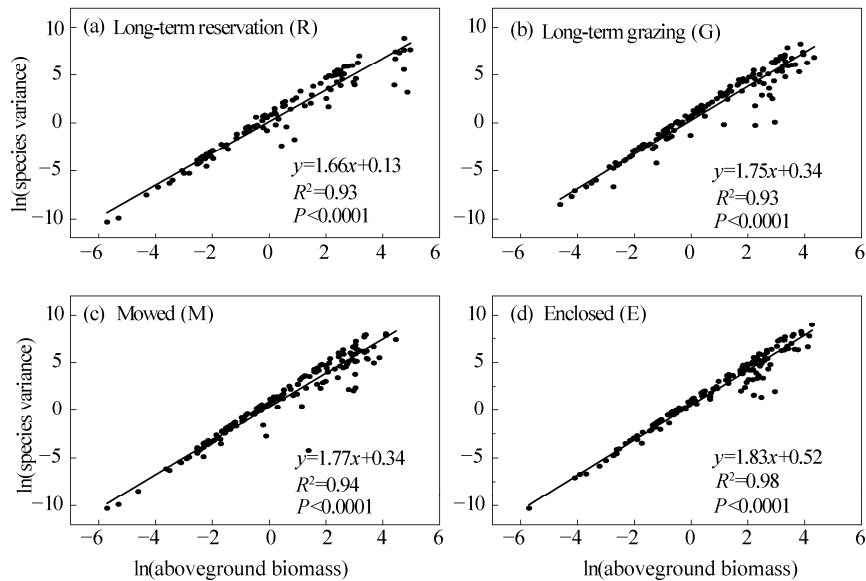 (a) Long-term reservation (R)
ln(species variance)
10
5
0
−5
−10
y=1.66x+0.13
R²=0.93
P<0.0001
−6 −4 −2 0 2 4 6
(b) Long-term grazing (G)
10
5
0
−5
−10
y=1.75x+0.34
R²=0.93
P<0.0001
−6 −4 −2 0 2 4 6
(c) Mowed (M)
ln(species variance)
10
5
0
−5
−10
y=1.77x+0.34
R²=0.94
P<0.0001
−6 −4 −2 0 2 4 6
ln(aboveground biomass)
(d) Enclosed (E)
10
5
0
−5
−10
y=1.83x+0.52
R²=0.98
P<0.0001
−6 −4 −2 0 2 4 6
ln(aboveground biomass)